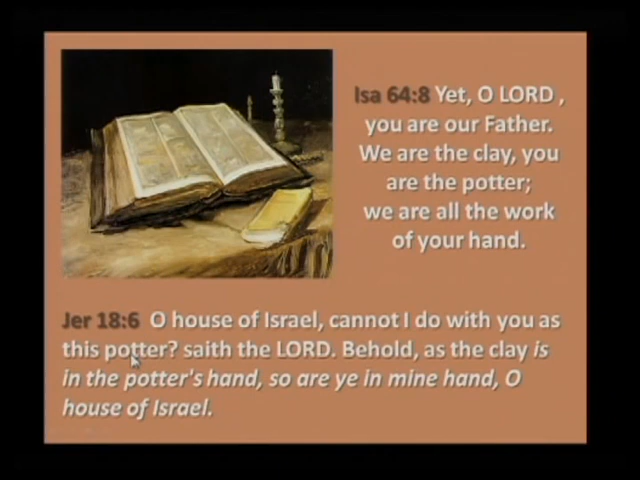 Isa 64:8 Yet, O LORD ,
you are our Father.
We are the clay, you
are the potter;
we are all the work
of your hand.
Jer 18:6 O house of Israel, cannot I do with you as
this potter? saith the LORD. Behold, as the clay is
in the potter's hand, so are ye in mine hand, O
house of Israel.